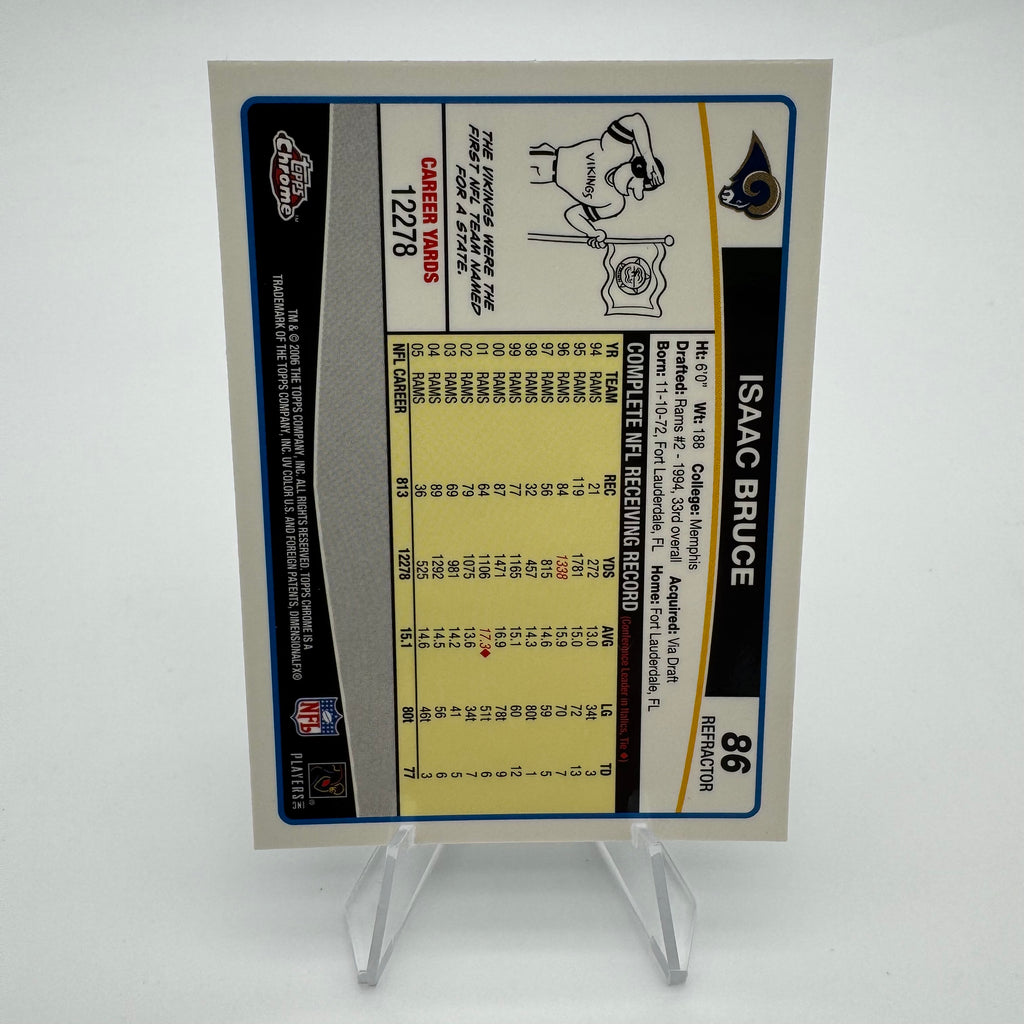 ISAAC BRUCE
86
REFRACTOR
Ht: 6'0" Wt: 188 College: Memphis
Drafted: Rams #2 - 1994, 33rd overall Acquired: Via Draft
Born: 11-10-72, Fort Lauderdale, FL Home: Fort Lauderdale, FL
VIKINGS
THE VIKINGS WERE THE
FIRST NFL TEAM NAMED
FOR A STATE.
CAREER YARDS
12278
COMPLETE NFL RECEIVING RECORD (Conference Leader in Italics, Tie ♦)
YR TEAM REC YDS AVG LG TD
94 RAMS 21 272 13.0 34t 3
95 RAMS 119 1781 15.0 72 13
96 RAMS 84 1338 15.9 70 7
97 RAMS 56 815 14.6 59 5
98 RAMS 32 457 14.3 80t 1
99 RAMS 77 1165 15.1 60 12
00 RAMS 87 1471 16.9 78t 9
01 RAMS 64 1106 17.3♦ 51t 6
02 RAMS 79 1075 13.6 34t 7
03 RAMS 69 981 14.2 41 5
04 RAMS 89 1292 14.5 56 6
05 RAMS 36 525 14.6 46t 3
NFL CAREER 813 12278 15.1 80t 77
Topps
Chrome™
TM & © 2006 THE TOPPS COMPANY, INC. ALL RIGHTS RESERVED. TOPPS CHROME IS A
TRADEMARK OF THE TOPPS COMPANY, INC. UV COLOR U.S. AND FOREIGN PATENTS, DIMENSIONALFX®
NFL
PLAYERS INC